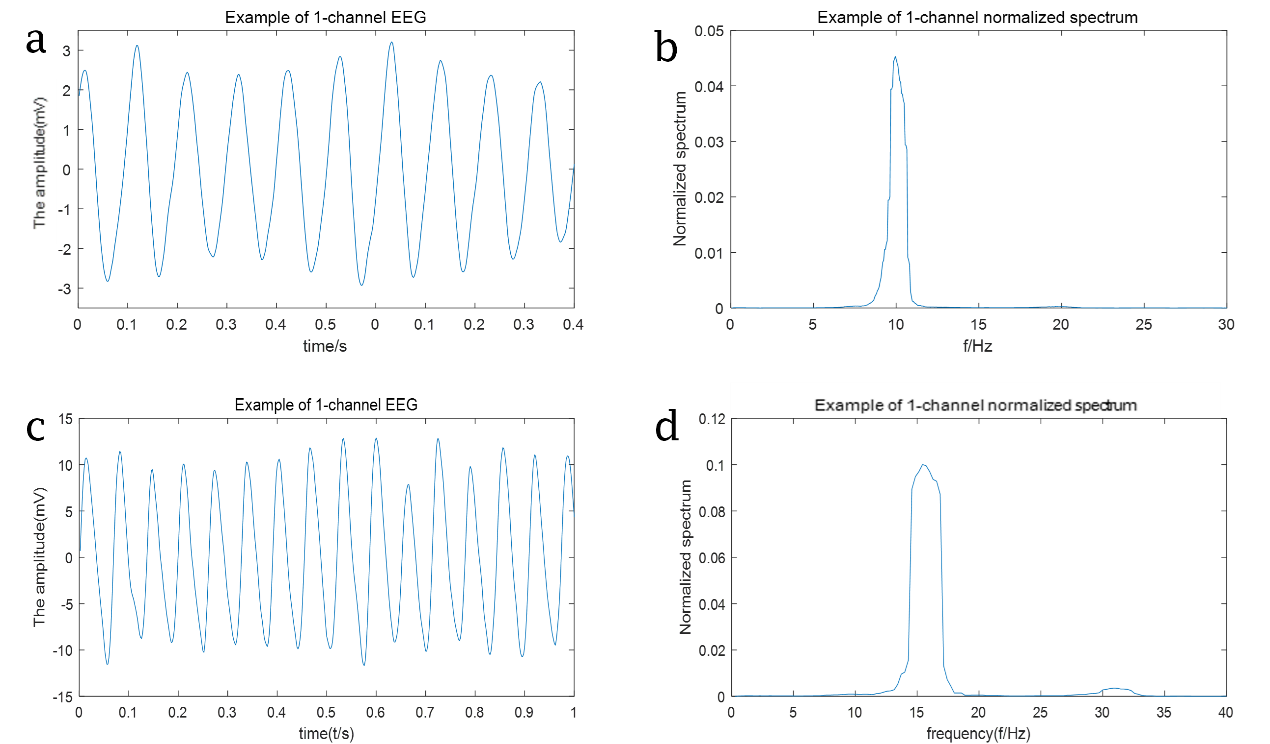 a
Example of 1-channel EEG
The amplitude(mV)
3
2
1
0
-1
-2
-3
0 0.1 0.2 0.3 0.4 0.5 0 0.1 0.2 0.3 0.4
time/s
b
Example of 1-channel normalized spectrum
Normalized spectrum
0.05
0.04
0.03
0.02
0.01
0
0 5 10 15 20 25 30
f/Hz
c
Example of 1-channel EEG
The amplitude(mV)
15
10
5
0
-5
-10
-15
0 0.1 0.2 0.3 0.4 0.5 0.6 0.7 0.8 0.9 1
time(t/s)
d
Example of 1-channel normalized spectrum
Normalized spectrum
0.12
0.1
0.08
0.06
0.04
0.02
0
0 5 10 15 20 25 30 35 40
frequency(f/Hz)